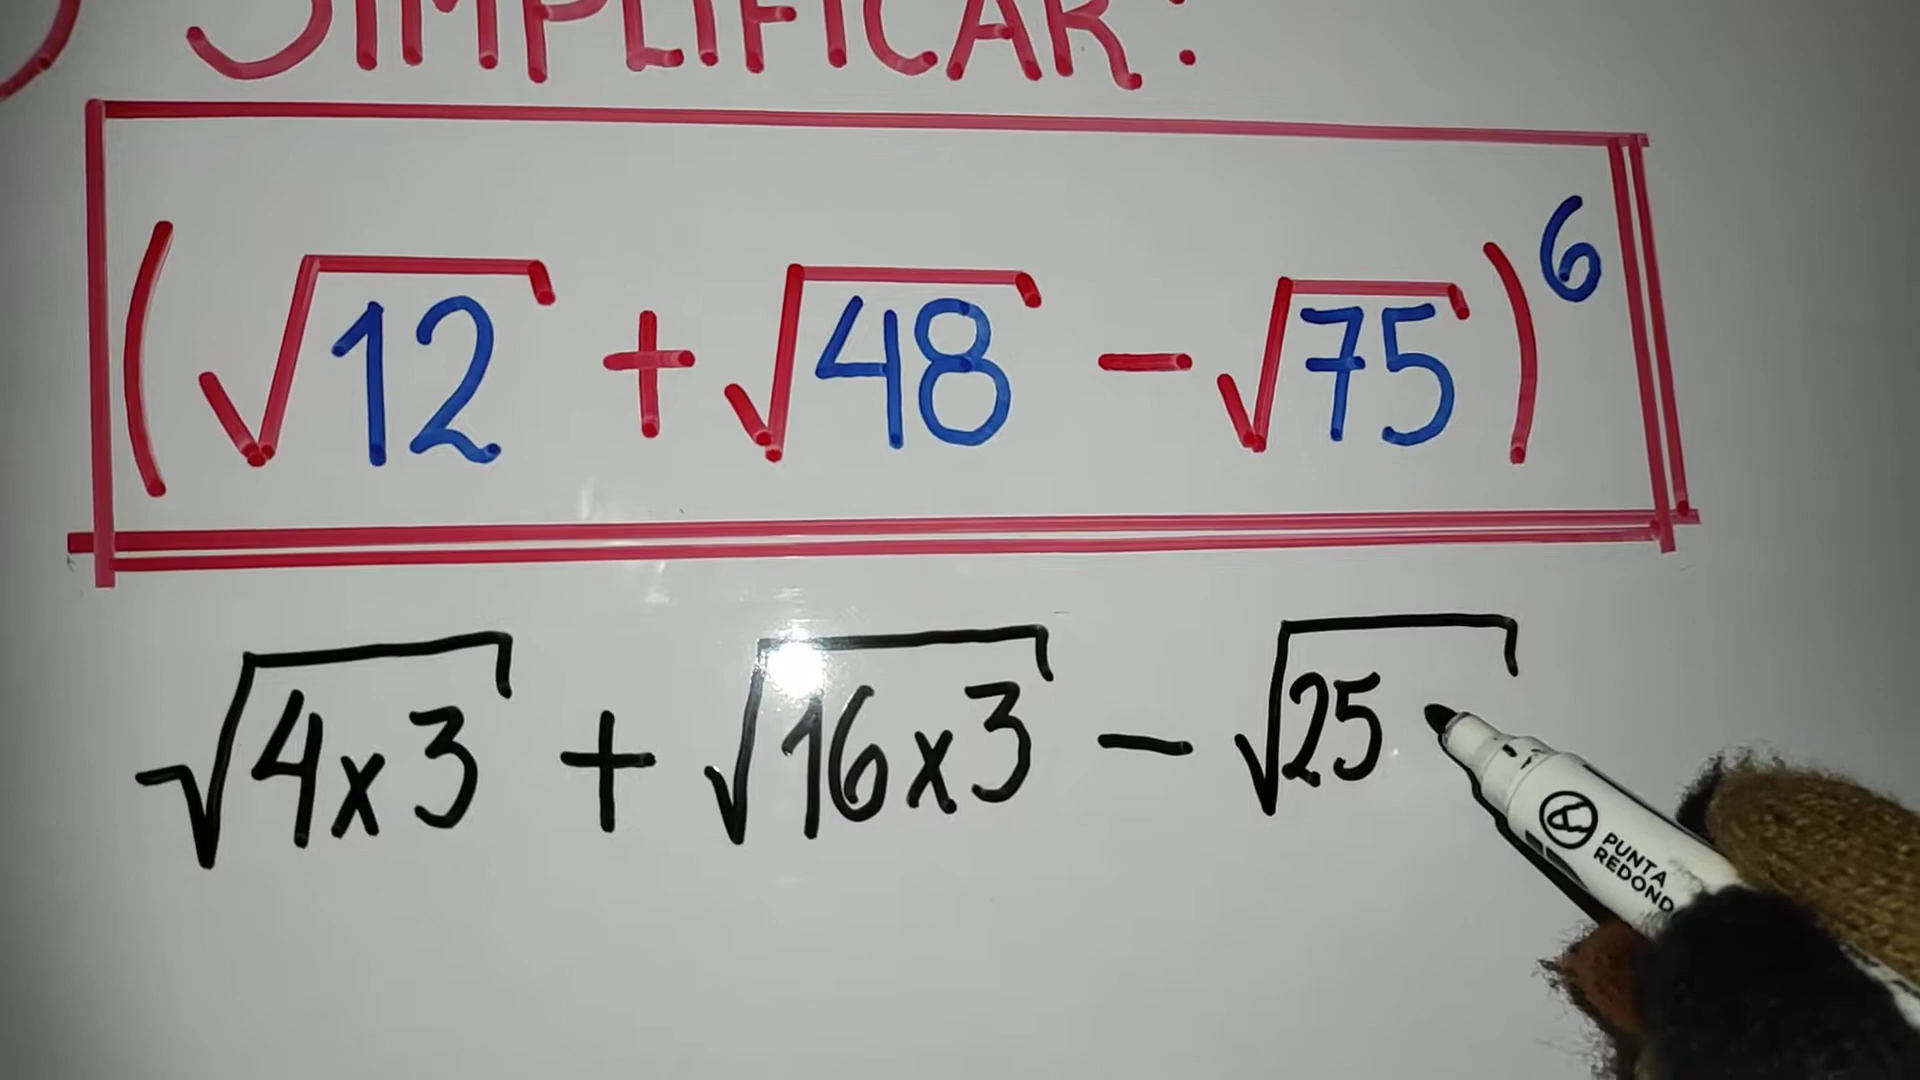 SIMPLIFICAR:
(√12 + √48 - √75)⁶
√4x3 + √16x3 - √25
PUNTA
REDOND